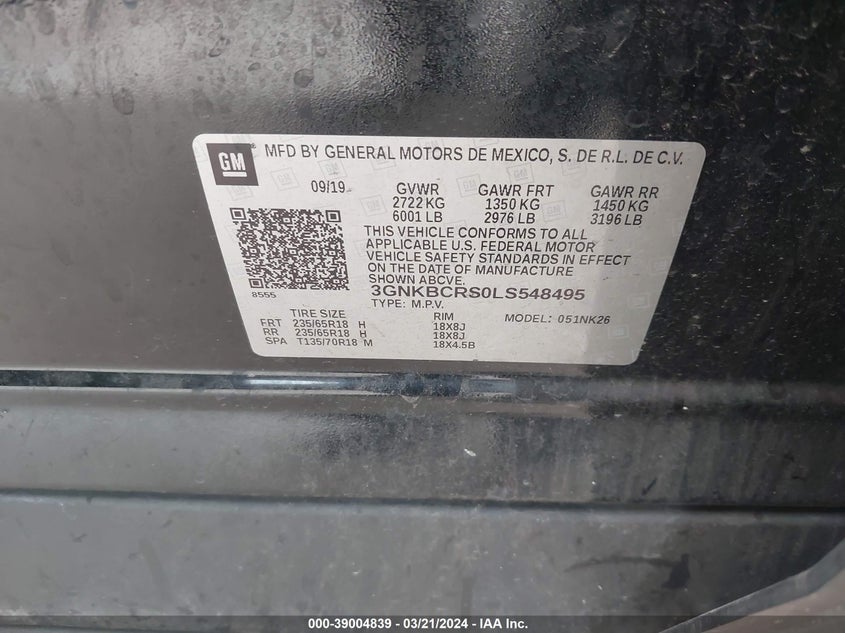 GM
MFD BY GENERAL MOTORS DE MEXICO, S. DE R.L. DE C.V.
09/19 GVWR GAWR FRT GAWR RR
2722 KG 1350 KG 1450 KG
6001 LB 2976 LB 3196 LB
THIS VEHICLE CONFORMS TO ALL
APPLICABLE U.S. FEDERAL MOTOR
VEHICLE SAFETY STANDARDS IN EFFECT
ON THE DATE OF MANUFACTURE
SHOWN ABOVE.
8555 3GNKBCRS0LS548495
TYPE: M.P.V. MODEL: 051NK26
TIRE SIZE RIM
FRT 235/65R18 H 18X8J
RR 235/65R18 H 18X8J
SPA T135/70R18 M 18X4.5B
000-39004839 - 03/21/2024 - IAA Inc.